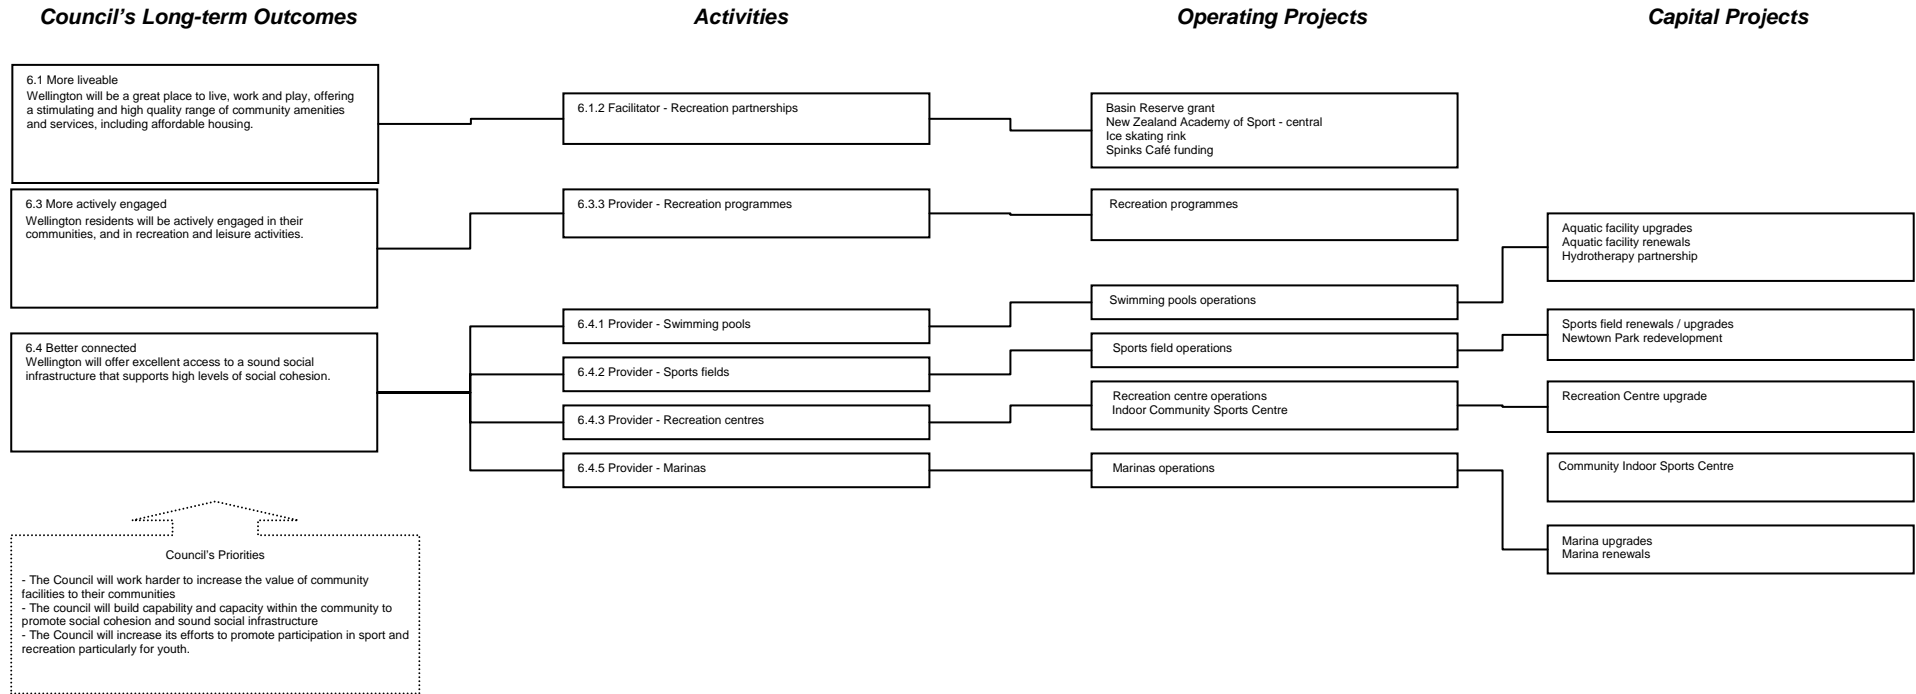 Council's Long-term Outcomes
Activities
Operating Projects
Capital Projects
6.1 More liveable
Wellington will be a great place to live, work and play, offering
a stimulating and high quality range of community amenities
and services, including affordable housing.
6.1.2 Facilitator - Recreation partnerships
Basin Reserve grant
New Zealand Academy of Sport - central
Ice skating rink
Spinks Café funding
6.3 More actively engaged
Wellington residents will be actively engaged in their
communities, and in recreation and leisure activities.
6.3.3 Provider - Recreation programmes
Recreation programmes
Aquatic facility upgrades
Aquatic facility renewals
Hydrotherapy partnership
6.4 Better connected
Wellington will offer excellent access to a sound social
infrastructure that supports high levels of social cohesion.
6.4.1 Provider - Swimming pools
Swimming pools operations
Sports field renewals / upgrades
Newtown Park redevelopment
6.4.2 Provider - Sports fields
Sports field operations
6.4.3 Provider - Recreation centres
Recreation centre operations
Indoor Community Sports Centre
Recreation Centre upgrade
6.4.5 Provider - Marinas
Marinas operations
Community Indoor Sports Centre
Marina upgrades
Marina renewals
Council's Priorities
- The Council will work harder to increase the value of community
facilities to their communities
- The council will build capability and capacity within the community to
promote social cohesion and sound social infrastructure
- The Council will increase its efforts to promote participation in sport and
recreation particularly for youth.